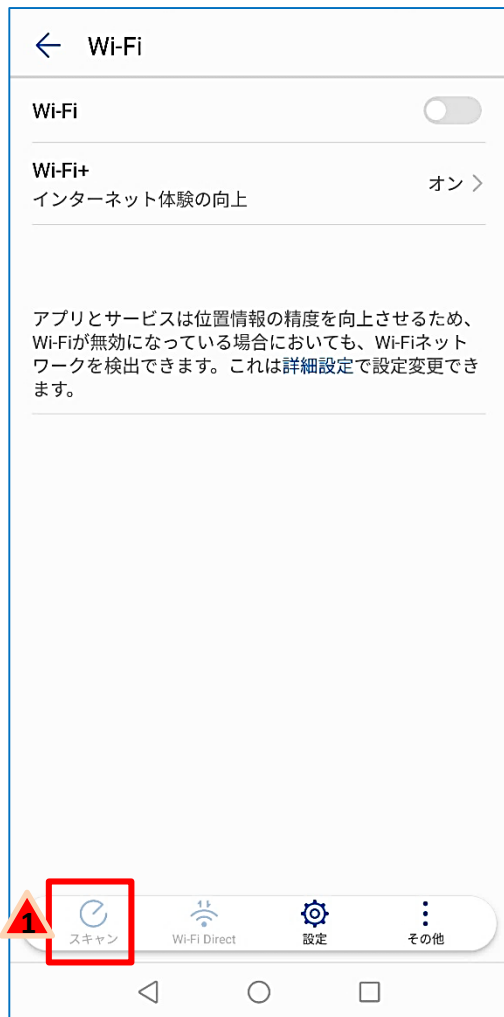 Wi-Fi
Wi-Fi
Wi-Fi+
インターネット体験の向上
オン
アプリとサービスは位置情報の精度を向上させるため、
Wi-Fiが無効になっている場合においても、Wi-Fiネット
ワークを検出できます。これは詳細設定で設定変更でき
ます。
1
スキャン
Wi-Fi Direct
設定
その他